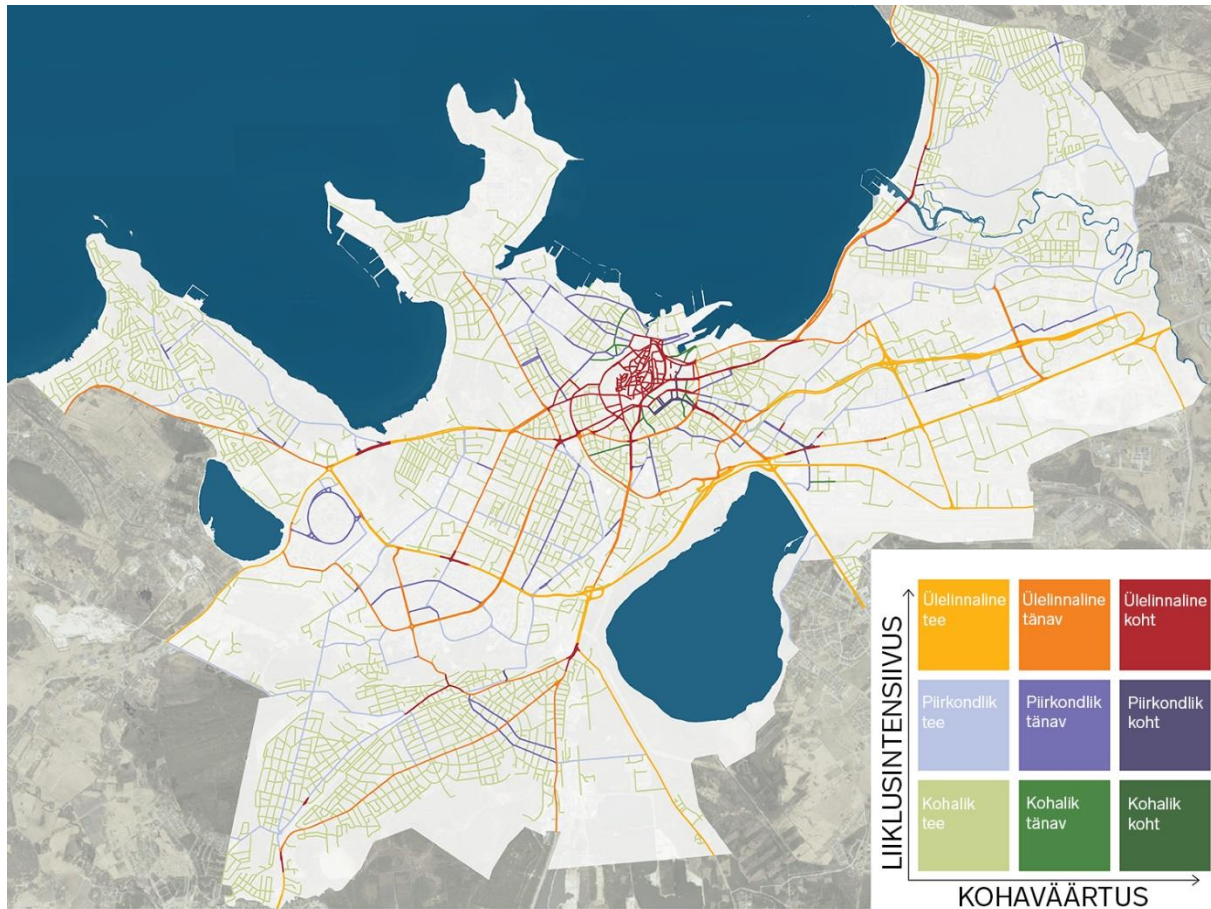 LIIKLUSINTENSIIVUS
Ülelinnaline
tee
Ülelinnaline
tänav
Ülelinnaline
koht
Piirkondlik
tee
Piirkondlik
tänav
Piirkondlik
koht
Kohalik
tee
Kohalik
tänav
Kohalik
koht
KOHAVÄÄRTUS